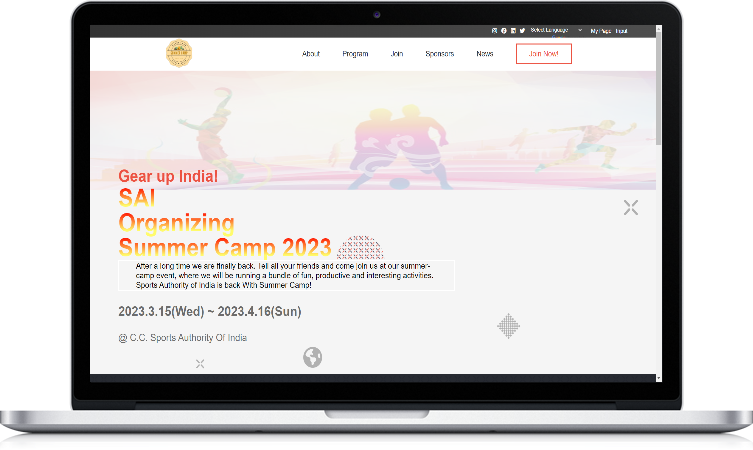 Select Language
My Page
Input
About
Program
Join
Sponsors
News
Join Now!
Gear up India!
SAI
Organizing
Summer Camp 2023
After a long time we are finally back. Tell all your friends and come join us at our summer-
camp event, where we will be running a bundle of fun, productive and interesting activities.
Sports Authority of India is back With Summer Camp!
2023.3.15(Wed) ~ 2023.4.16(Sun)
@ C.C. Sports Authority Of India